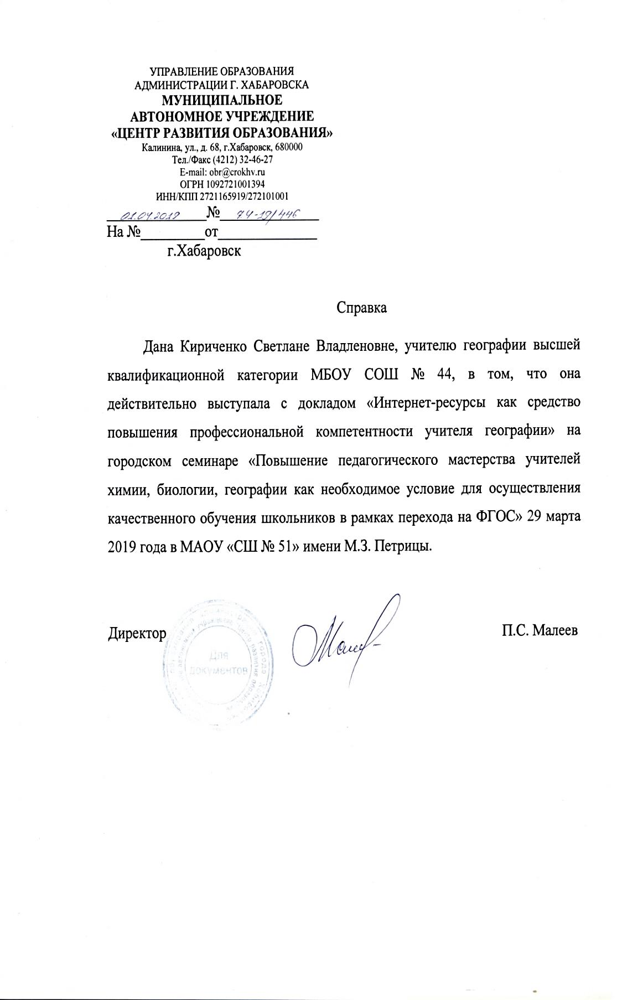 УПРАВЛЕНИЕ ОБРАЗОВАНИЯ
АДМИНИСТРАЦИИ Г. ХАБАРОВСКА
МУНИЦИПАЛЬНОЕ
АВТОНОМНОЕ УЧРЕЖДЕНИЕ
«ЦЕНТР РАЗВИТИЯ ОБРАЗОВАНИЯ»
Калинина, ул., д. 68, г.Хабаровск, 680000
Тел./Факс (4212) 32-46-27
E-mail: obr@crokhv.ru
ОГРН 1092721001394
ИНН/КПП 2721165919/272101001
01.04.2019 № 7.4-19/446
На №_________от______________
г.Хабаровск
Справка
Дана Кириченко Светлане Владленовне, учителю географии высшей
квалификационной категории МБОУ СОШ № 44, в том, что она
действительно выступала с докладом «Интернет-ресурсы как средство
повышения профессиональной компетентности учителя географии» на
городском семинаре «Повышение педагогического мастерства учителей
химии, биологии, географии как необходимое условие для осуществления
качественного обучения школьников в рамках перехода на ФГОС» 29 марта
2019 года в МАОУ «СШ № 51» имени М.З. Петрицы.
Директор
П.С. Малеев
Для
документов